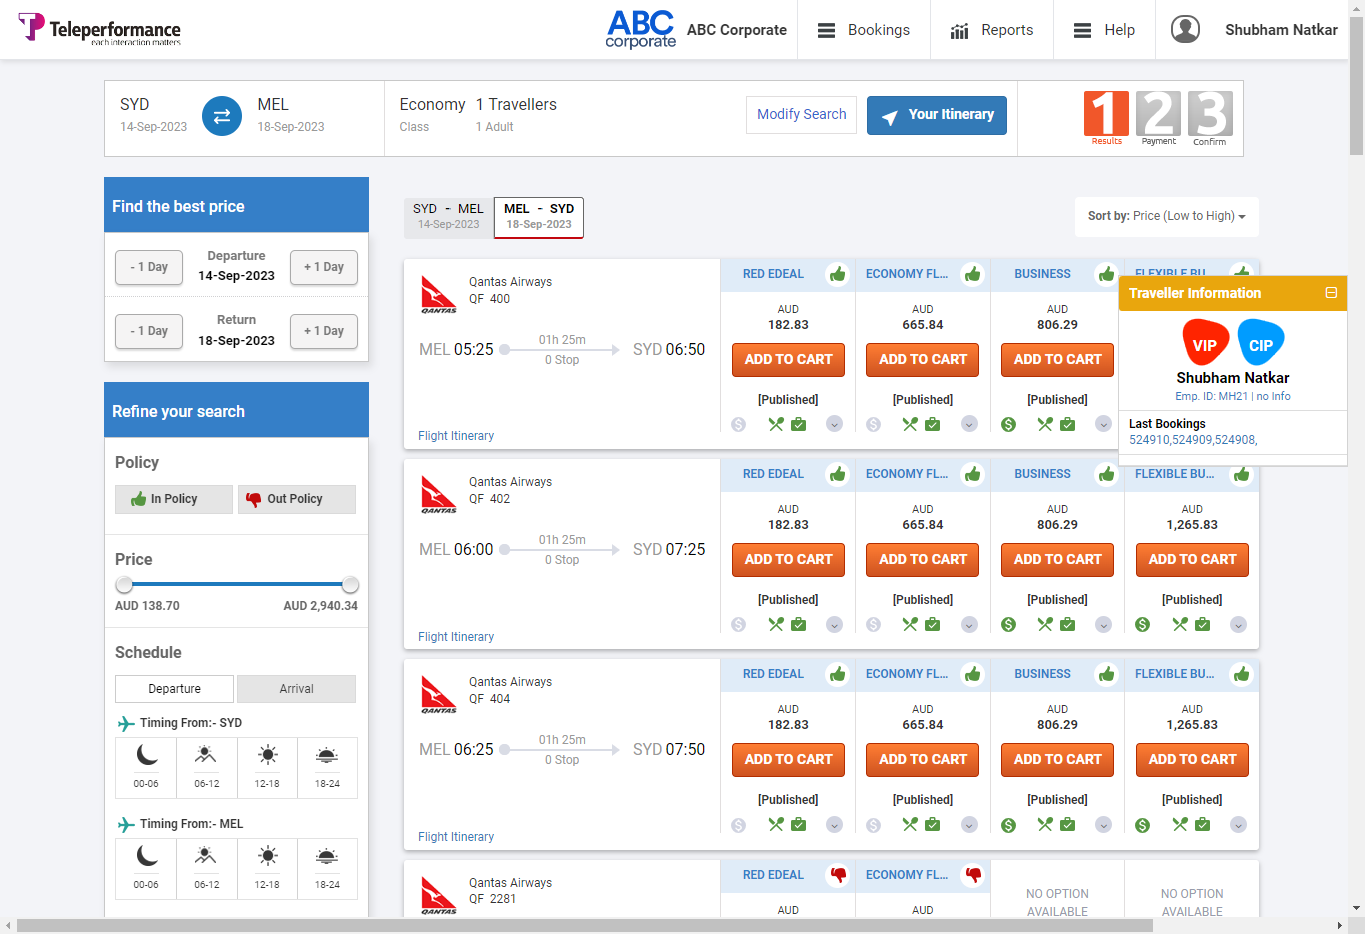 Teleperformance
each interaction matters
ABC
corporate
ABC Corporate
Bookings
Reports
Help
Shubham Natkar
SYD
14-Sep-2023
MEL
18-Sep-2023
Economy
Class
1 Travellers
1 Adult
Modify Search
Your Itinerary
1
Results
2
Payment
3
Confirm
Find the best price
- 1 Day
Departure
14-Sep-2023
+ 1 Day
- 1 Day
Return
18-Sep-2023
+ 1 Day
Refine your search
Policy
In Policy
Out Policy
Price
AUD 138.70
AUD 2,940.34
Schedule
Departure
Arrival
Timing From:- SYD
00-06
06-12
12-18
18-24
Timing From:- MEL
00-06
06-12
12-18
18-24
SYD - MEL
14-Sep-2023
MEL - SYD
18-Sep-2023
Sort by: Price (Low to High)
QANTAS
Qantas Airways
QF 400
MEL 05:25
01h 25m
0 Stop
SYD 06:50
Flight Itinerary
RED EDEAL
AUD
182.83
ADD TO CART
[Published]
ECONOMY FL...
AUD
665.84
ADD TO CART
[Published]
BUSINESS
AUD
806.29
ADD TO CART
[Published]
FLEXIBLE BU...
Traveller Information
VIP
CIP
Shubham Natkar
Emp. ID: MH21 | no Info
Last Bookings
524910,524909,524908,
QANTAS
Qantas Airways
QF 402
MEL 06:00
01h 25m
0 Stop
SYD 07:25
Flight Itinerary
RED EDEAL
AUD
182.83
ADD TO CART
[Published]
ECONOMY FL...
AUD
665.84
ADD TO CART
[Published]
BUSINESS
AUD
806.29
ADD TO CART
[Published]
FLEXIBLE BU...
AUD
1,265.83
ADD TO CART
[Published]
QANTAS
Qantas Airways
QF 404
MEL 06:25
01h 25m
0 Stop
SYD 07:50
Flight Itinerary
RED EDEAL
AUD
182.83
ADD TO CART
[Published]
ECONOMY FL...
AUD
665.84
ADD TO CART
[Published]
BUSINESS
AUD
806.29
ADD TO CART
[Published]
FLEXIBLE BU...
AUD
1,265.83
ADD TO CART
[Published]
QANTAS
Qantas Airways
QF 2281
RED EDEAL
AUD
ECONOMY FL...
AUD
NO OPTION
AVAILABLE
NO OPTION
AVAILABLE